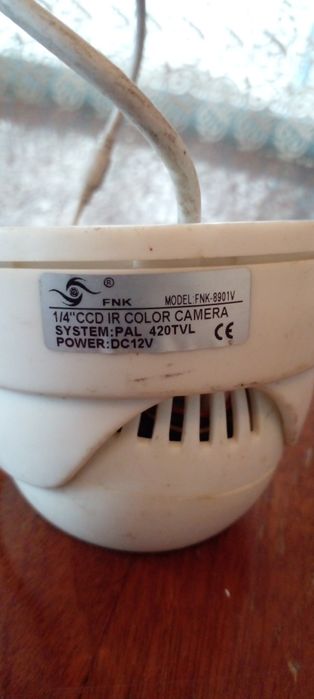 ®
FNK MODEL:FNK-8901V
1/4"CCD IR COLOR CAMERA
SYSTEM:PAL 420TVL CE
POWER:DC12V